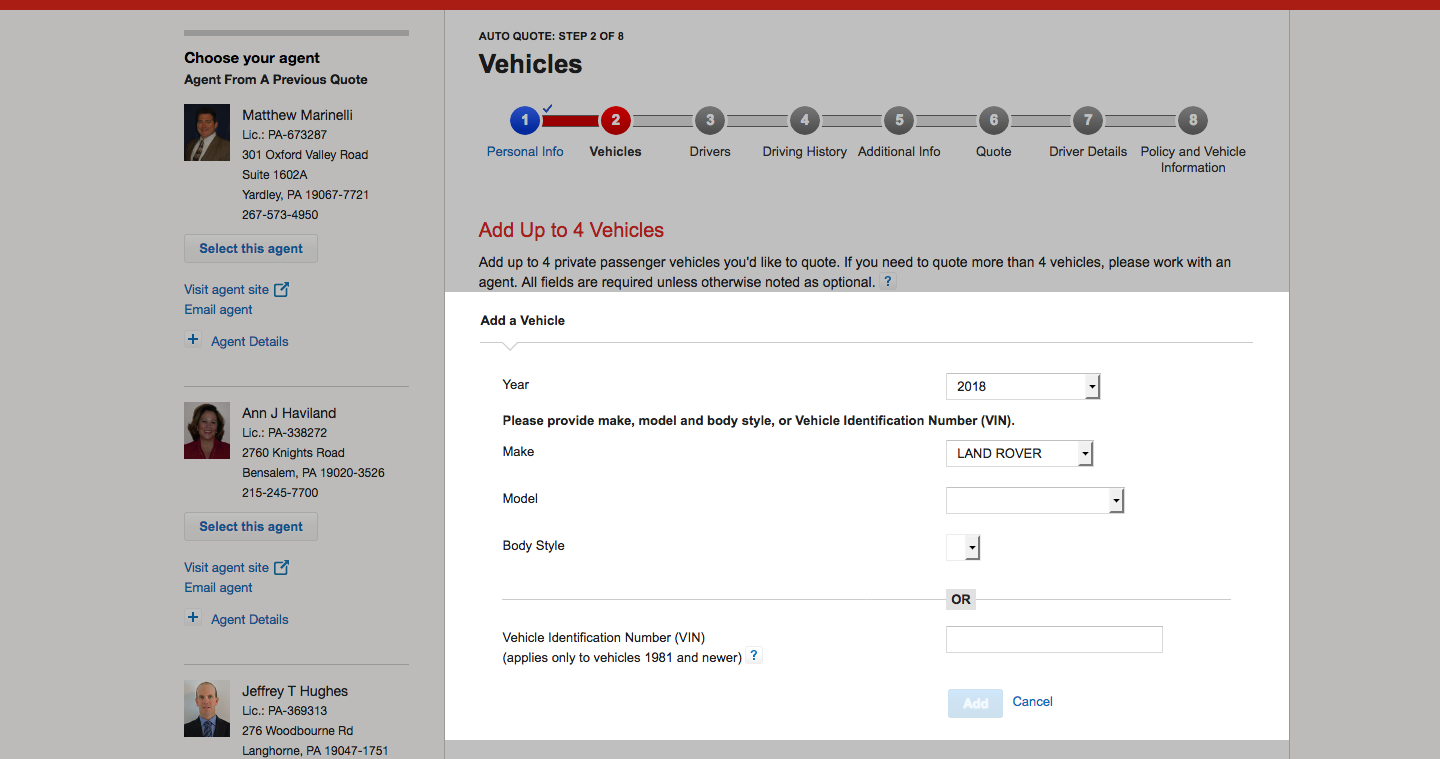 Choose your agent
Agent From A Previous Quote
Matthew Marinelli
Lic.: PA-673287
301 Oxford Valley Road
Suite 1602A
Yardley, PA 19067-7721
267-573-4950
Select this agent
Visit agent site
Email agent
+ Agent Details
Ann J Haviland
Lic.: PA-338272
2760 Knights Road
Bensalem, PA 19020-3526
215-245-7700
Select this agent
Visit agent site
Email agent
+ Agent Details
Jeffrey T Hughes
Lic.: PA-369313
276 Woodbourne Rd
Langhorne, PA 19047-1751
AUTO QUOTE: STEP 2 OF 8
Vehicles
1 2 3 4 5 6 7 8
Personal Info Vehicles Drivers Driving History Additional Info Quote Driver Details Policy and Vehicle
Information
Add Up to 4 Vehicles
Add up to 4 private passenger vehicles you'd like to quote. If you need to quote more than 4 vehicles, please work with an
agent. All fields are required unless otherwise noted as optional. ?
Add a Vehicle
Year 2018
Please provide make, model and body style, or Vehicle Identification Number (VIN).
Make LAND ROVER
Model
Body Style
OR
Vehicle Identification Number (VIN)
(applies only to vehicles 1981 and newer) ?
Add Cancel